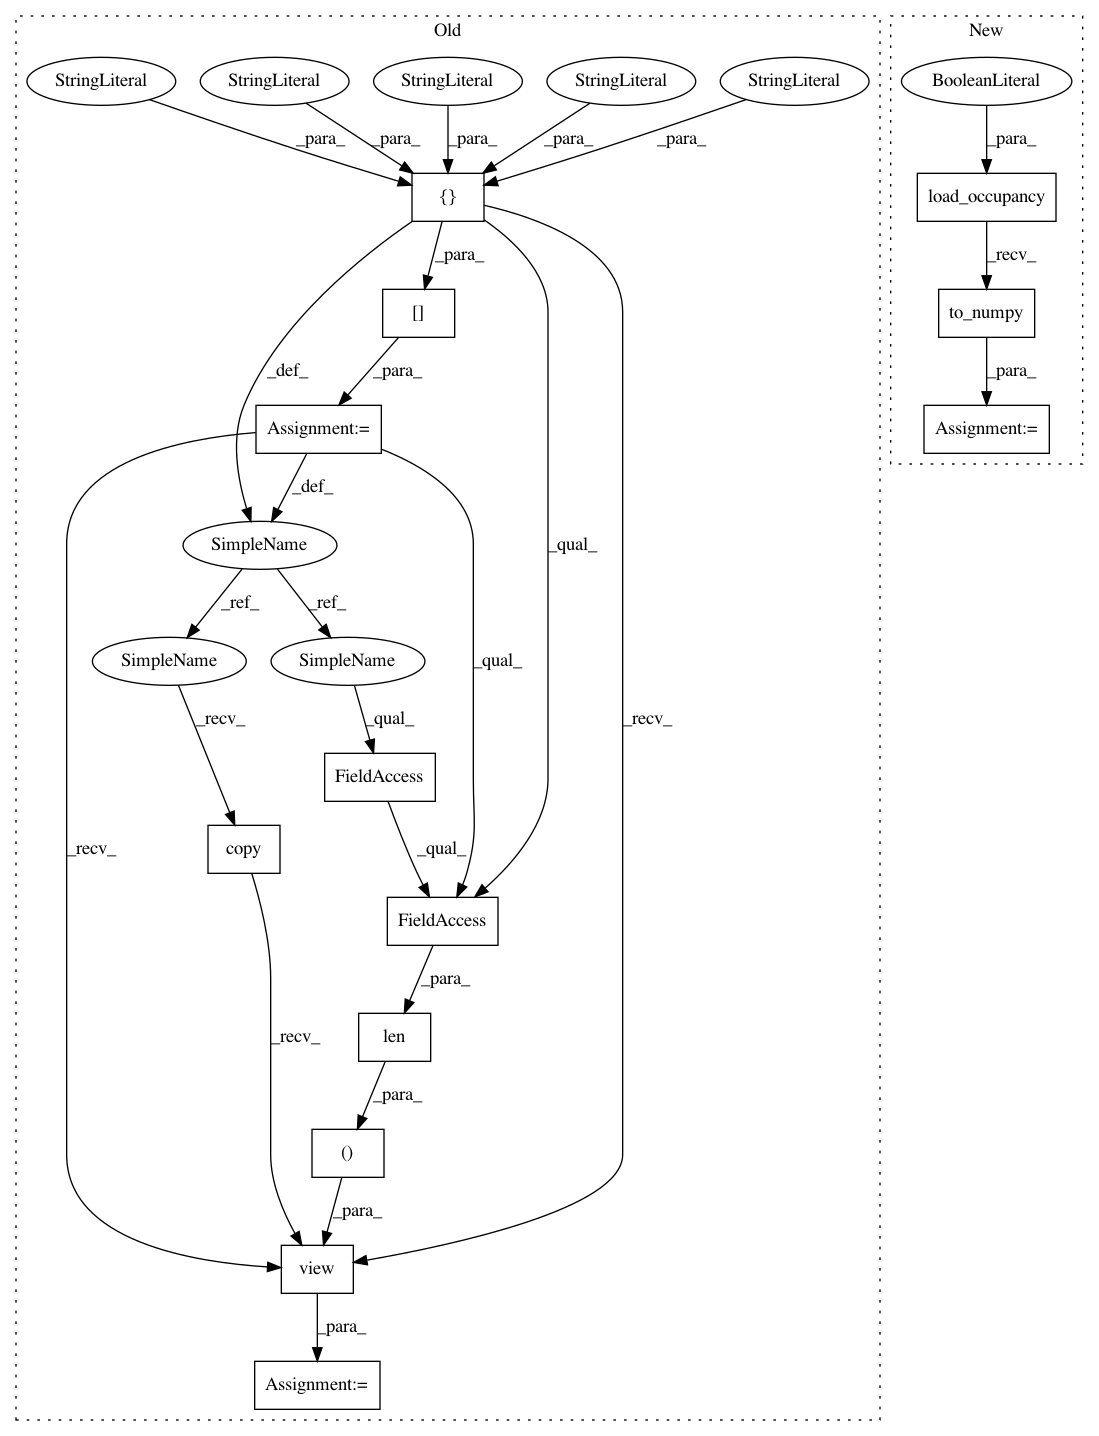 Old
New
StringLiteral StringLiteral StringLiteral StringLiteral StringLiteral
BooleanLiteral
_para_ _para_ _para_ _para_ _para_
_para_
{}
load_occupancy
_para_
_recv_
[]
to_numpy
_def_ _para_
_para_
Assignment:=
Assignment:=
_def_
SimpleName
_qual_
_ref_ _ref_
SimpleName SimpleName
_qual_
_recv_ _qual_
_recv_
FieldAccess
copy
_recv_
_qual_
FieldAccess
_para_
len
_recv_
_para_
()
_para_
view
_para_
Assignment:=